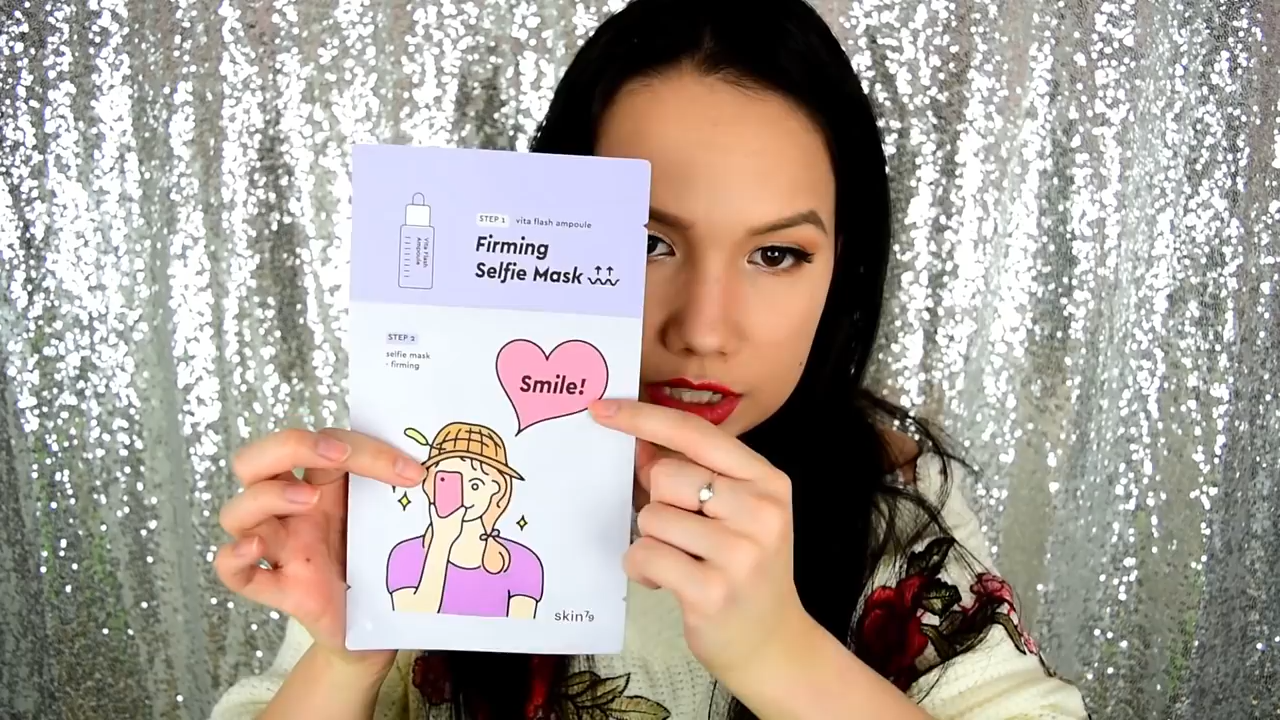 STEP 1 vita flash ampoule
Firming
Selfie Mask
Vita Flash
Ampoule
STEP 2
selfie mask
- firming
Smile!
skin79